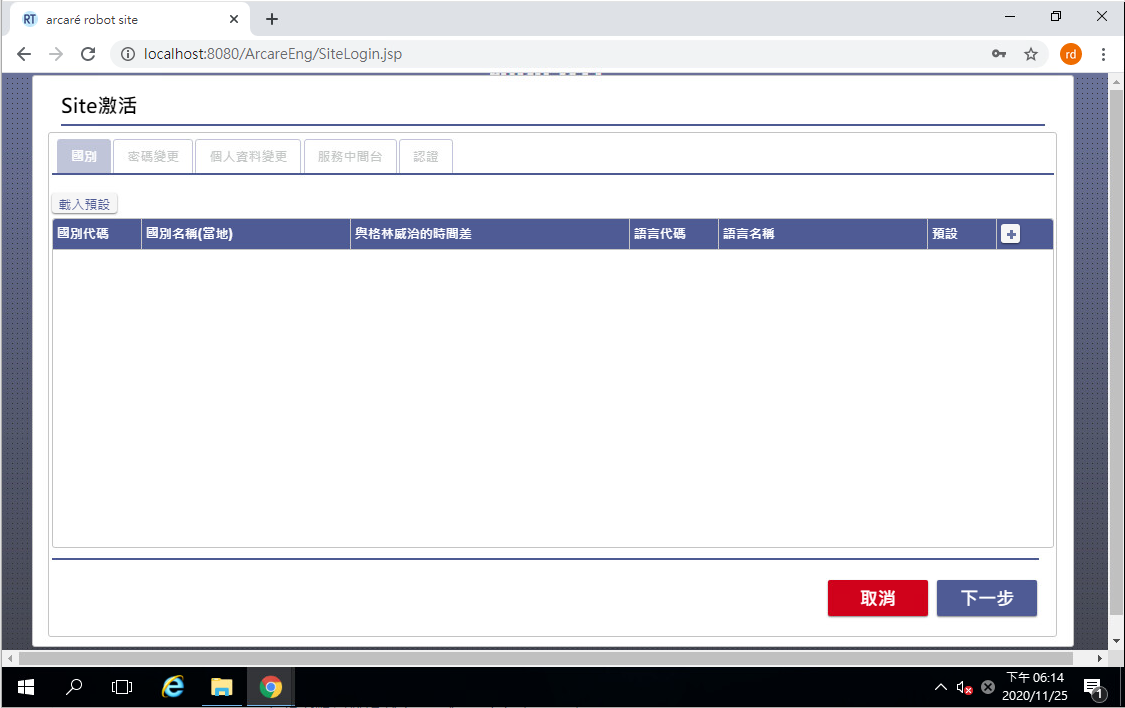 RT arcaré robot site
localhost:8080/ArcareEng/SiteLogin.jsp
rd
Site激活
國別 密碼變更 個人資料變更 服務中間台 認證
載入預設
國別代碼 國別名稱(當地) 與格林威治的時間差 語言代碼 語言名稱 預設
取消 下一步
下午 06:14
2020/11/25
1